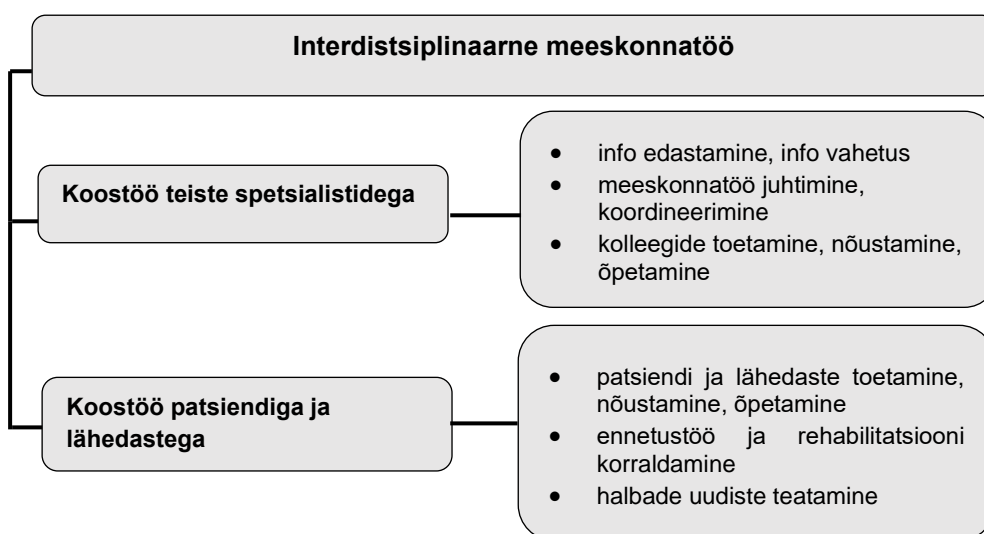 Interdistsiplinaarne meeskonnatöö
Koostöö teiste spetsialistidega
• info edastamine, info vahetus
• meeskonnatöö juhtimine,
koordineerimine
• kolleegide toetamine, nõustamine,
õpetamine
Koostöö patsiendiga ja
lähedastega
• patsiendi ja lähedaste toetamine,
nõustamine, õpetamine
• ennetustöö ja rehabilitatsiooni
korraldamine
• halbade uudiste teatamine